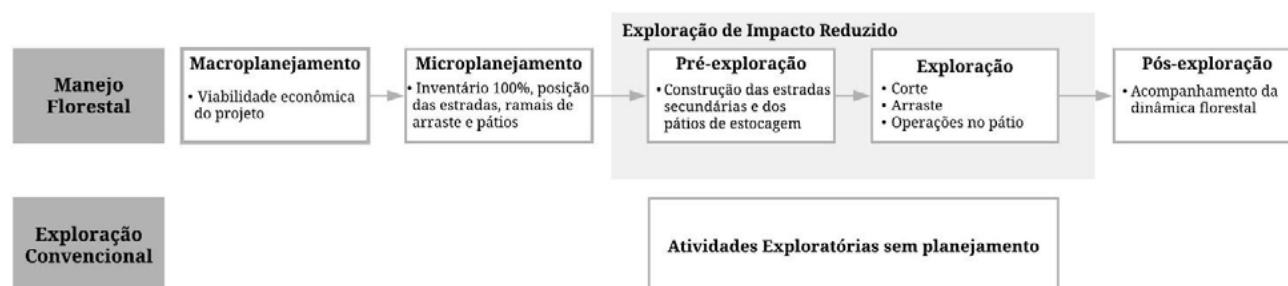 Exploração de Impacto Reduzido
Manejo
Florestal
Macroplanejamento
• Viabilidade econômica
do projeto
Microplanejamento
• Inventário 100%, posição
das estradas, ramais de
arraste e pátios
Pré-exploração
• Construção das estradas
secundárias e dos
pátios de estocagem
Exploração
• Corte
• Arraste
• Operações no pátio
Pós-exploração
• Acompanhamento da
dinâmica florestal
Exploração
Convencional
Atividades Exploratórias sem planejamento